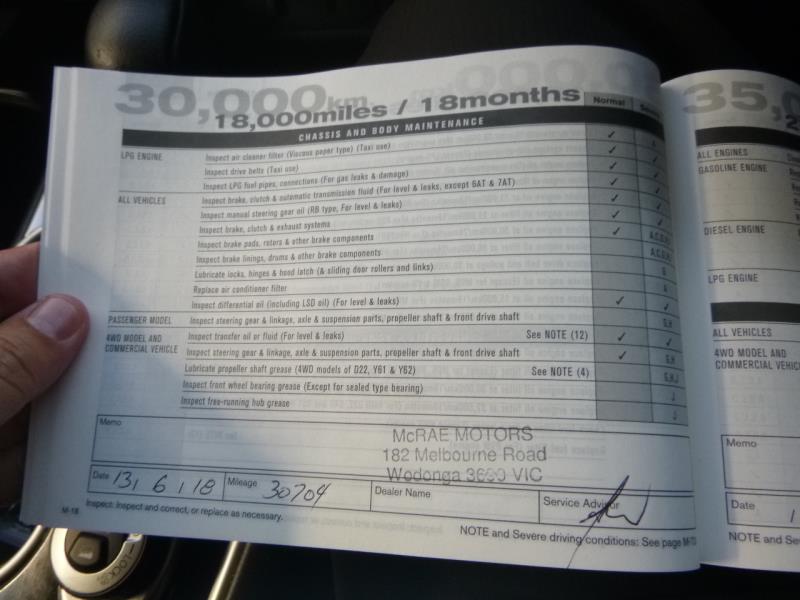 30,000km
18,000miles / 18months
CHASSIS AND BODY MAINTENANCE
Normal
LPG ENGINE
Inspect air cleaner filter (Viscous paper type) (Taxi use) ✓ A
Inspect drive belts (Taxi use) ✓ ✓
Inspect LPG fuel pipes, connections (For gas leaks & damage) ✓ ✓
ALL VEHICLES
Inspect brake, clutch & automatic transmission fluid (For level & leaks, except 6AT & 7AT) ✓ ✓
Inspect manual steering gear oil (RB type, For level & leaks) ✓ ✓
Inspect brake, clutch & exhaust systems ✓ ✓
Inspect brake pads, rotors & other brake components
Inspect brake linings, drums & other brake components
Lubricate locks, hinges & hood latch (& sliding door rollers and links) G
Replace air conditioner filter A
Inspect differential oil (including LSD oil) (For level & leaks) ✓ ✓
PASSENGER MODEL Inspect steering gear & linkage, axle & suspension parts, propeller shaft & front drive shaft G,H
4WD MODEL AND COMMERCIAL VEHICLE
Inspect transfer oil or fluid (For level & leaks) See NOTE (12) ✓ ✓
Inspect steering gear & linkage, axle & suspension parts, propeller shaft & front drive shaft ✓ G,H
Lubricate propeller shaft grease (4WD models of D22, Y61 & Y62) See NOTE (4) G,H,J
Inspect front wheel bearing grease (Except for sealed type bearing) J
Inspect free-running hub grease J
Memo
McRAE MOTORS
182 Melbourne Road
Wodonga 3690 VIC
Date 13, 6, 18 Mileage 30704 Dealer Name Service Advisor
M-18 Inspect: Inspect and correct, or replace as necessary.
NOTE and Severe driving conditions: See page
35,0
ALL ENGINES
GASOLINE ENGINE
DIESEL ENGINE
LPG ENGINE
ALL VEHICLES
4WD MODEL AND
COMMERCIAL VEHICLE
Memo
Date
NOTE and
LOCK